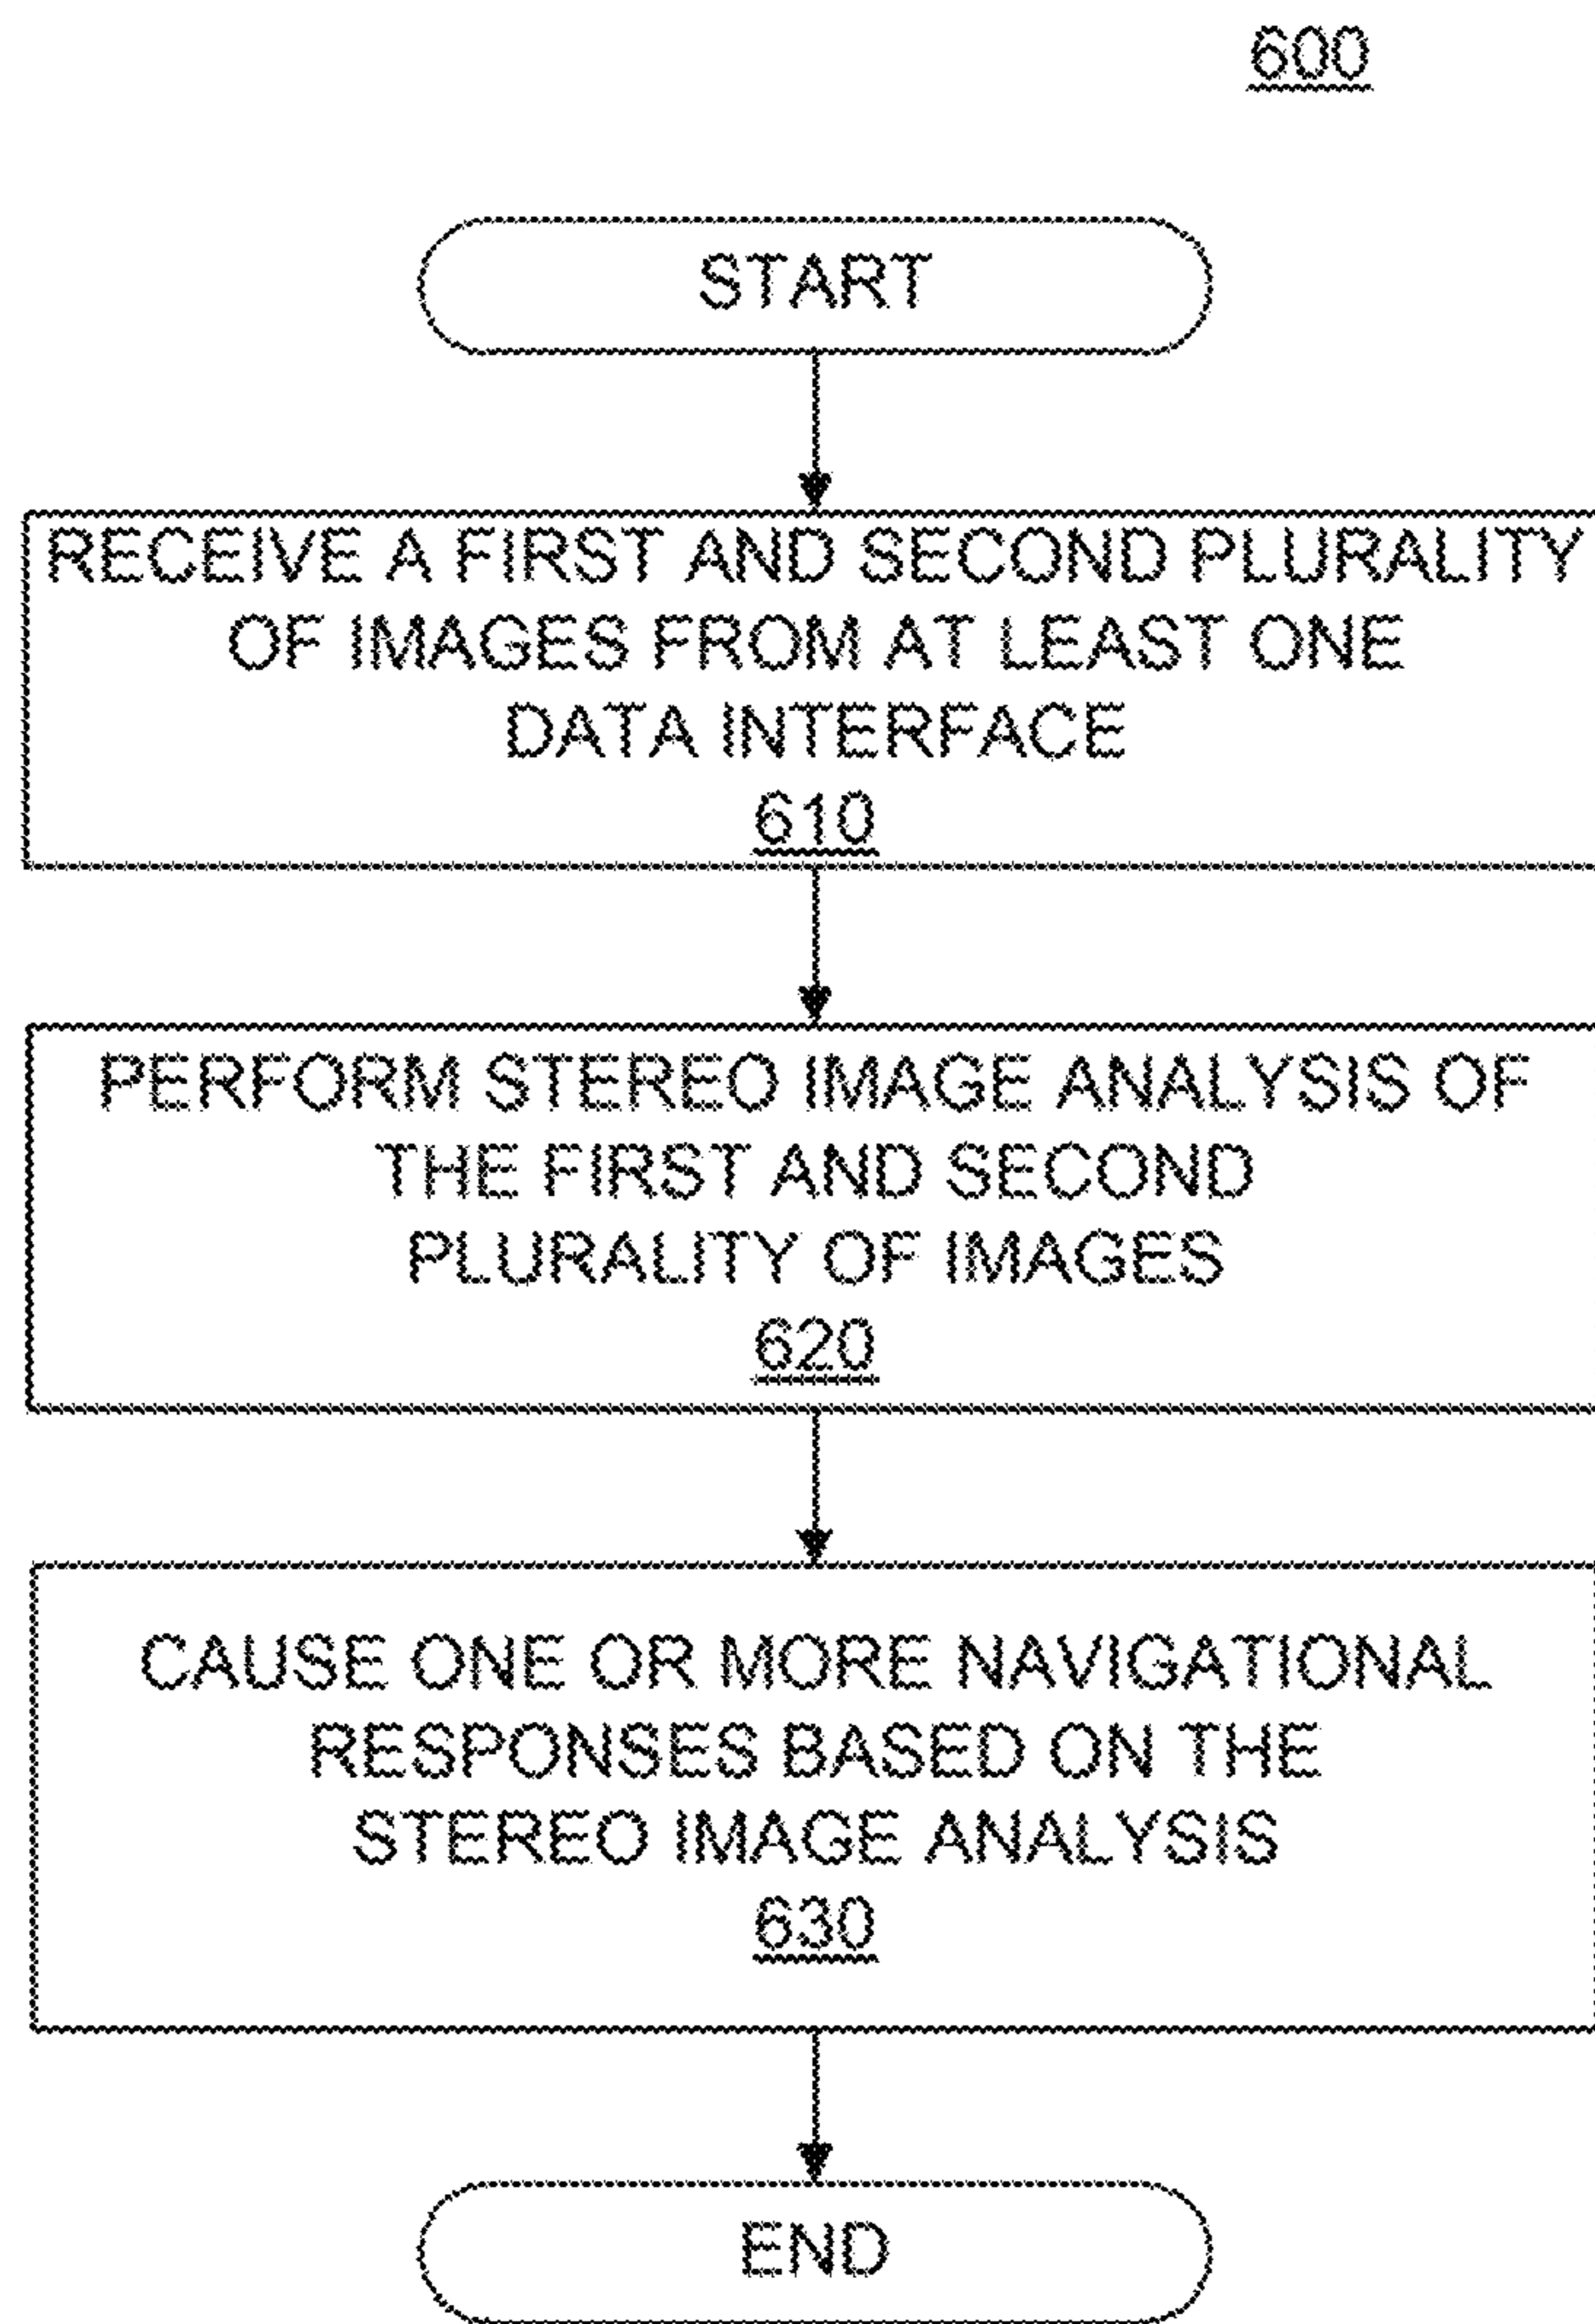 600
START
RECEIVE A FIRST AND SECOND PLURALITY
OF IMAGES FROM AT LEAST ONE
DATA INTERFACE
610
PERFORM STEREO IMAGE ANALYSIS OF
THE FIRST AND SECOND
PLURALITY OF IMAGES
620
CAUSE ONE OR MORE NAVIGATIONAL
RESPONSES BASED ON THE
STEREO IMAGE ANALYSIS
630
END